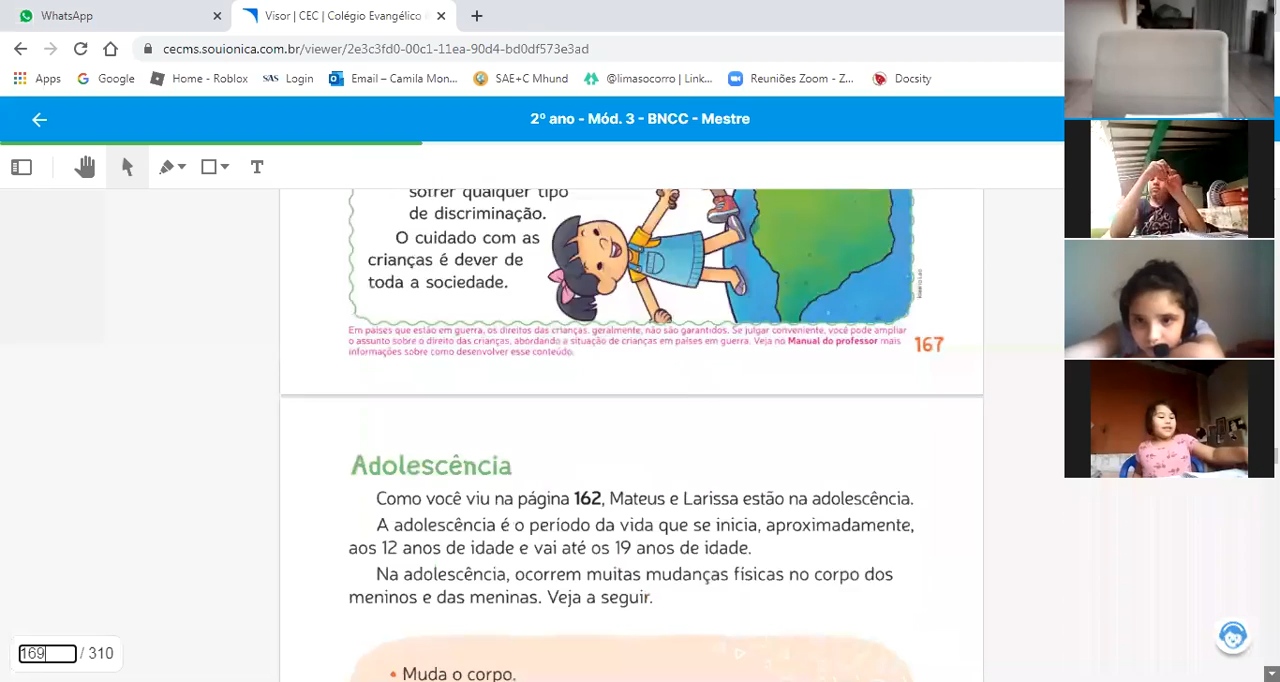 WhatsApp
Visor | CEC | Colégio Evangélico
cecms.souionica.com.br/viewer/2e3c3fd0-00c1-11ea-90d4-bd0df573e3ad
Apps Google Home - Roblox SAS Login Email – Camila Mon... SAE+C Mhund @limasocorro | Link... Reuniões Zoom - Z... Docsity
2º ano - Mód. 3 - BNCC - Mestre
T
sofrer qualquer tipo
de discriminação.
O cuidado com as
crianças é dever de
toda a sociedade.
Em países que estão em guerra, os direitos das crianças, geralmente, não são garantidos. Se julgar conveniente, você pode ampliar
o assunto sobre o direito das crianças, abordando a situação de crianças em países em guerra. Veja no Manual do professor mais
informações sobre como desenvolver esse conteúdo.
167
Adolescência
Como você viu na página 162, Mateus e Larissa estão na adolescência.
A adolescência é o período da vida que se inicia, aproximadamente,
aos 12 anos de idade e vai até os 19 anos de idade.
Na adolescência, ocorrem muitas mudanças físicas no corpo dos
meninos e das meninas. Veja a seguir.
• Muda o corpo.
169 / 310